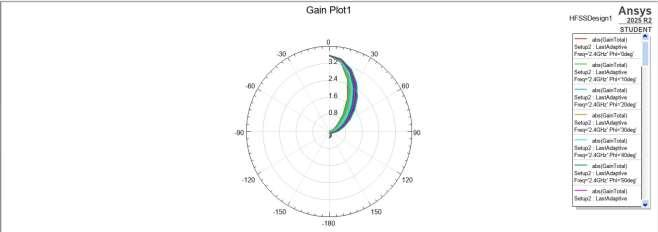 Gain Plot1
HFSSDesign1
Ansys
2025 R2
STUDENT
0
-30
30
-60
60
-90
90
-120
120
-150
150
-180
3.2
2.4
1.6
0.8
abs(GainTotal)
Setup2 : LastAdaptive
Freq='2.4GHz' Phi='0deg'
abs(GainTotal)
Setup2 : LastAdaptive
Freq='2.4GHz' Phi='10deg'
abs(GainTotal)
Setup2 : LastAdaptive
Freq='2.4GHz' Phi='20deg'
abs(GainTotal)
Setup2 : LastAdaptive
Freq='2.4GHz' Phi='30deg'
abs(GainTotal)
Setup2 : LastAdaptive
Freq='2.4GHz' Phi='40deg'
abs(GainTotal)
Setup2 : LastAdaptive
Freq='2.4GHz' Phi='50deg'
abs(GainTotal)
Setup2 : LastAdaptive